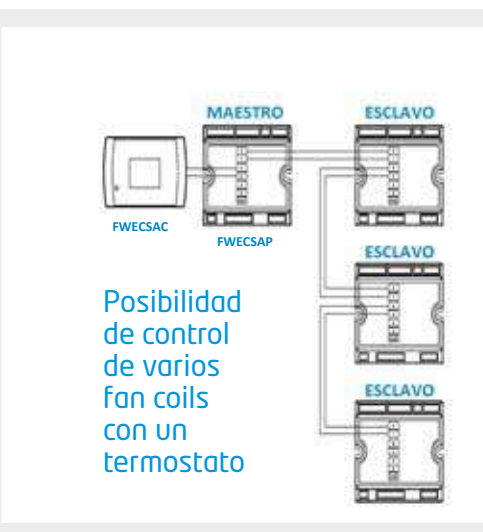 MAESTRO
ESCLAVO
FWECSAC
FWECSAP
ESCLAVO
Posibilidad
de control
de varios
fan coils
con un
termostato
ESCLAVO